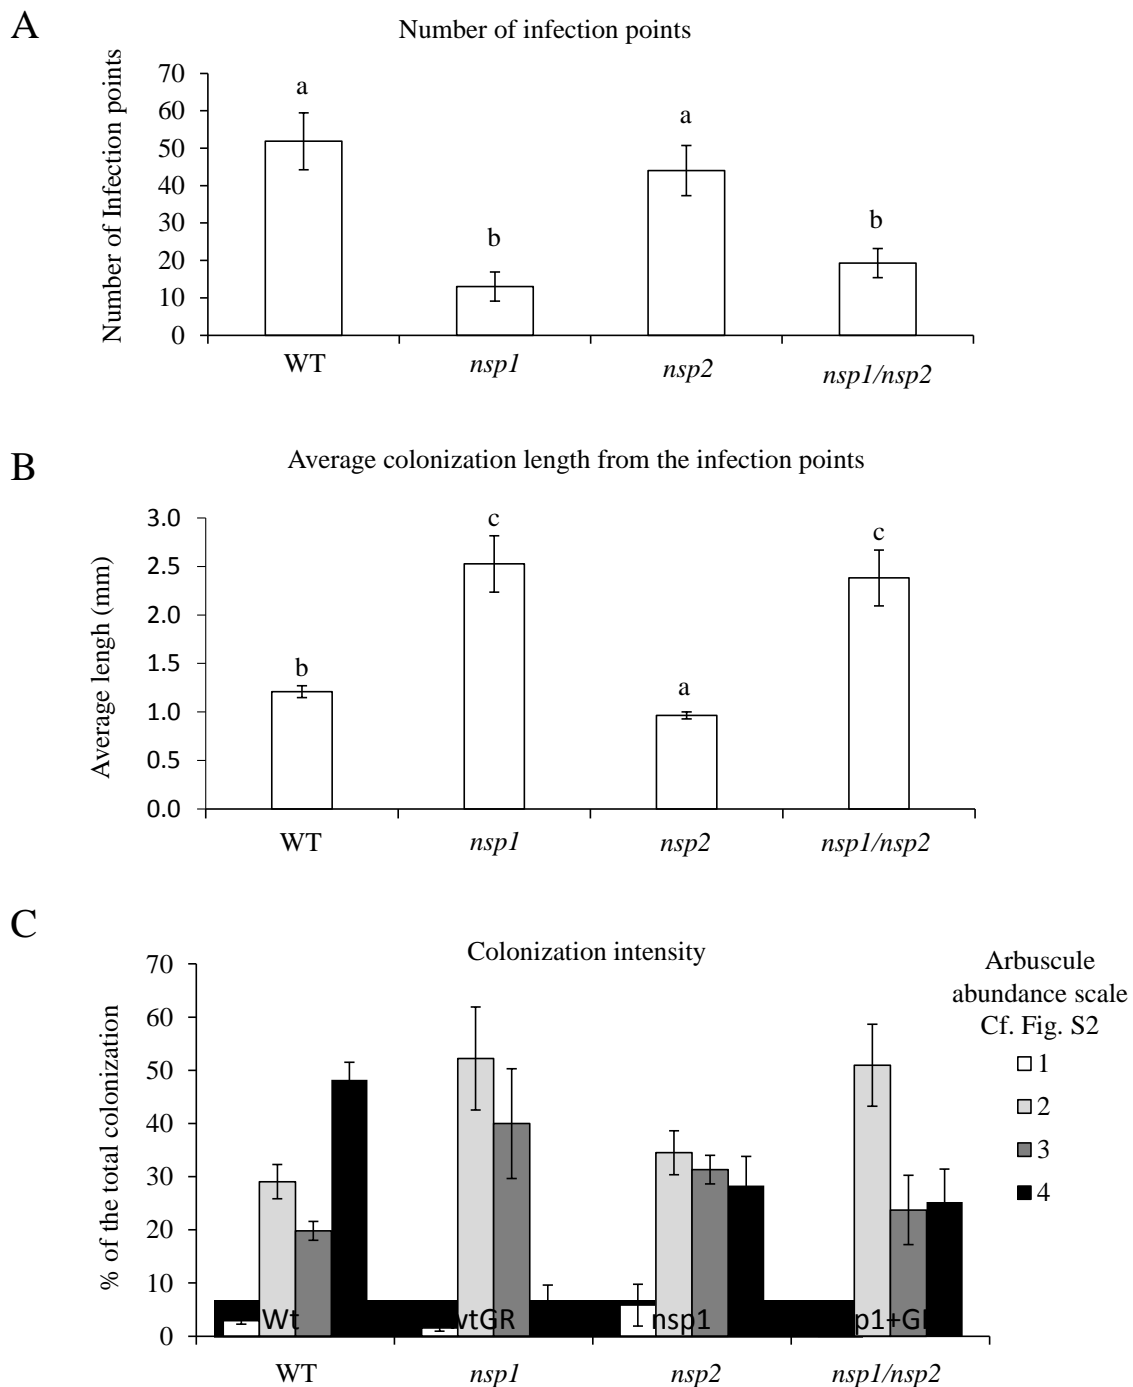 A
Number of infection points
Number of Infection points
70
60
50
40
30
20
10
0
a
b
a
b
WT nsp1 nsp2 nsp1/nsp2
B
Average colonization length from the infection points
Average lengh (mm)
3.0
2.5
2.0
1.5
1.0
0.5
0.0
b
c
a
c
WT nsp1 nsp2 nsp1/nsp2
C
Colonization intensity
% of the total colonization
70
60
50
40
30
20
10
0
Arbuscule
abundance scale
Cf. Fig. S2
1
2
3
4
Wt nsp1
WT nsp1 nsp2 nsp1/nsp2